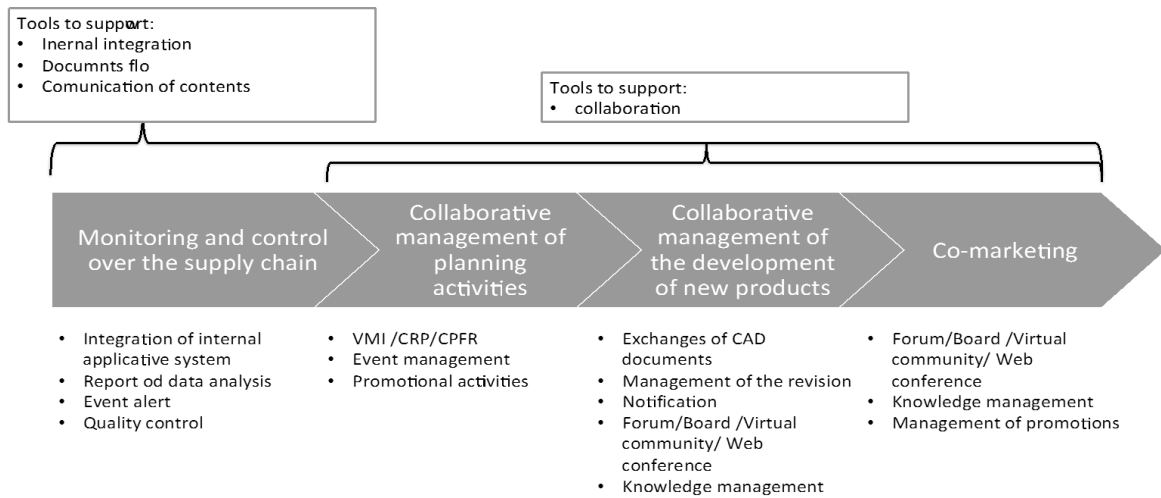 Tools to support:
• Inernal integration
• Documnts flo
• Comunication of contents
Tools to support:
• collaboration
Monitoring and control
over the supply chain
Collaborative
management of
planning
activities
Collaborative
management of
the development
of new products
Co-marketing
• Integration of internal
applicative system
• Report od data analysis
• Event alert
• Quality control
• VMI /CRP/CPFR
• Event management
• Promotional activities
• Exchanges of CAD
documents
• Management of the revision
• Notification
• Forum/Board /Virtual
community/ Web
conference
• Knowledge management
• Forum/Board /Virtual
community/ Web
conference
• Knowledge management
• Management of promotions